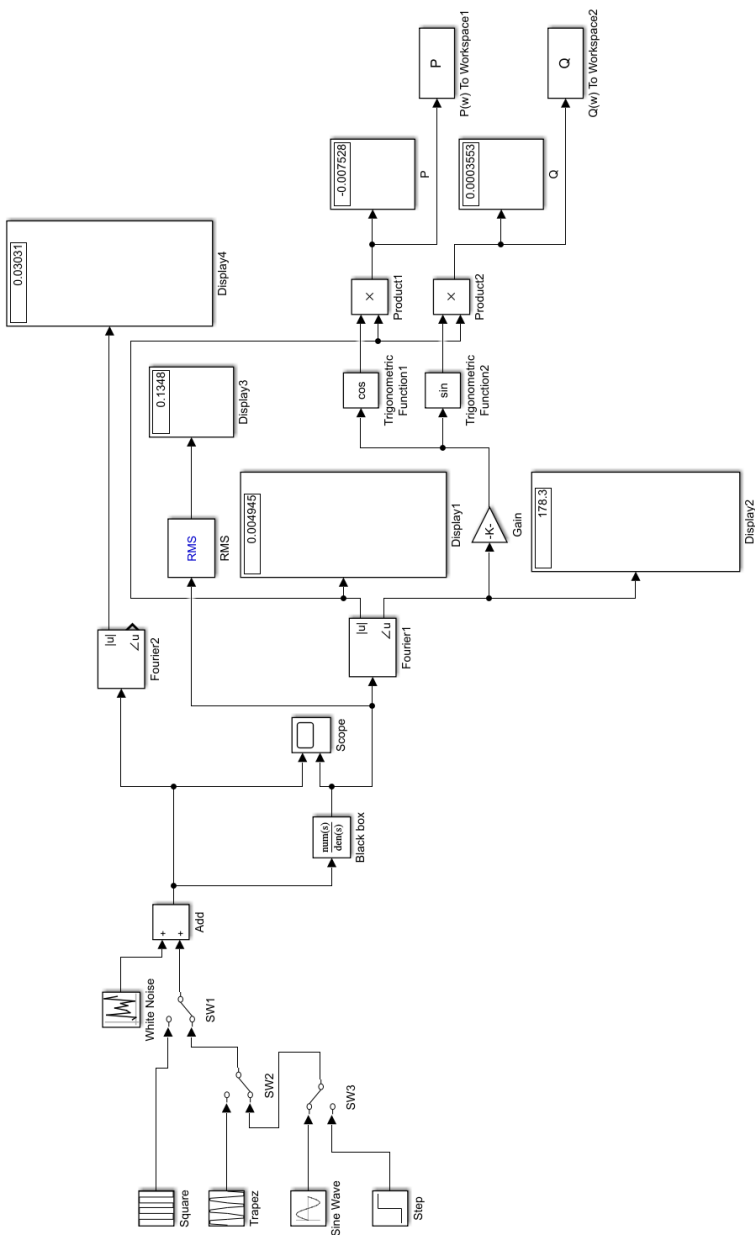 Square
Trapez
Sine Wave
Step
White Noise
SW1
SW2
SW3
+
+
Add
num(s)
den(s)
Black box
Scope
|u|
∠u
Fourier2
|u|
∠u
Fourier1
RMS
RMS
0.1348
Display3
0.03031
Display4
0.004945
Display1
178.3
Display2
-K-
Gain
cos
Trigonometric
Function1
sin
Trigonometric
Function2
×
Product1
×
Product2
-0.007528
P
0.0003553
Q
P
P(w) To Workspace1
Q
Q(w) To Workspace2